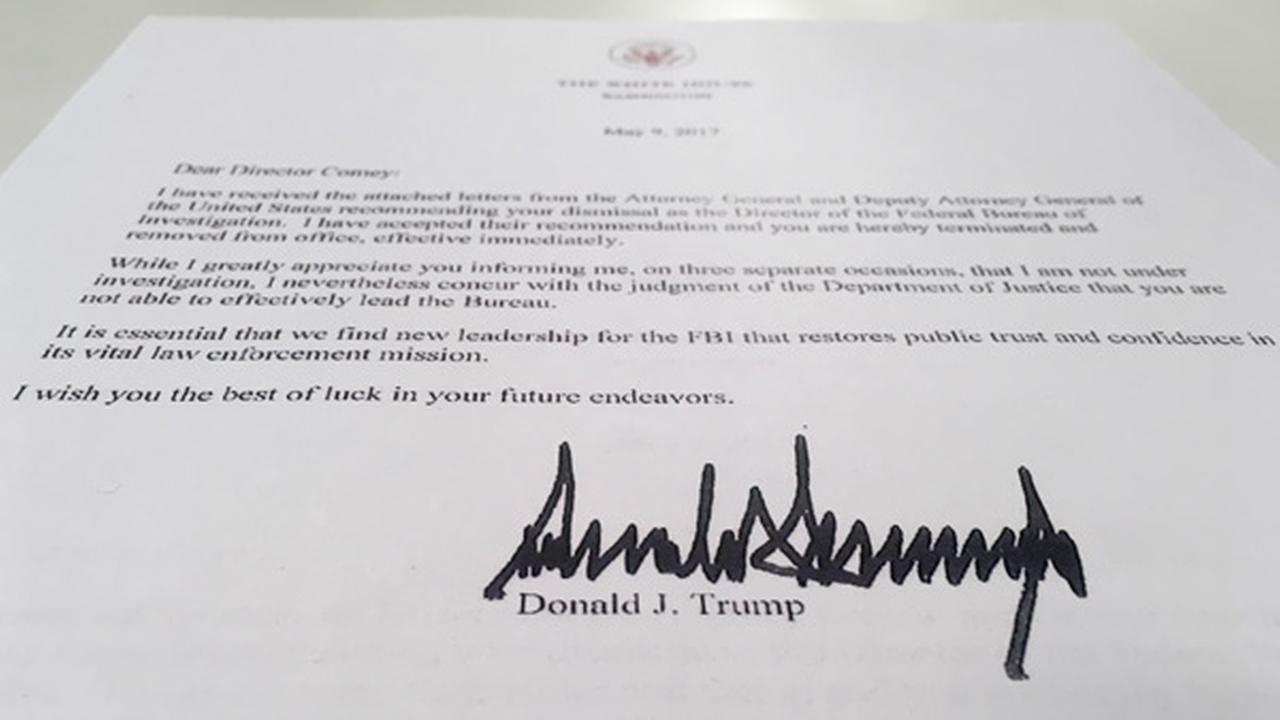 THE WHITE HOUSE
WASHINGTON
May 9, 2017
Dear Director Comey:
I have received the attached letters from the Attorney General and Deputy Attorney General of
the United States recommending your dismissal as the Director of the Federal Bureau of
Investigation. I have accepted their recommendation and you are hereby terminated and
removed from office, effective immediately.
While I greatly appreciate you informing me, on three separate occasions, that I am not under
investigation, I nevertheless concur with the judgment of the Department of Justice that you are
not able to effectively lead the Bureau.
It is essential that we find new leadership for the FBI that restores public trust and confidence in
its vital law enforcement mission.
I wish you the best of luck in your future endeavors.
Donald J. Trump